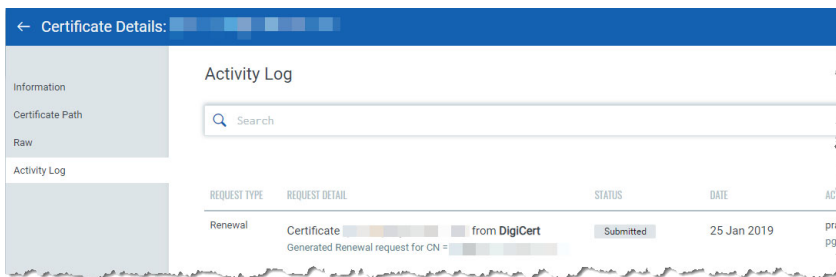 ← Certificate Details:
Information
Certificate Path
Raw
Activity Log
Activity Log
Search
REQUEST TYPE REQUEST DETAIL STATUS DATE
Renewal Certificate from DigiCert Submitted 25 Jan 2019
Generated Renewal request for CN =